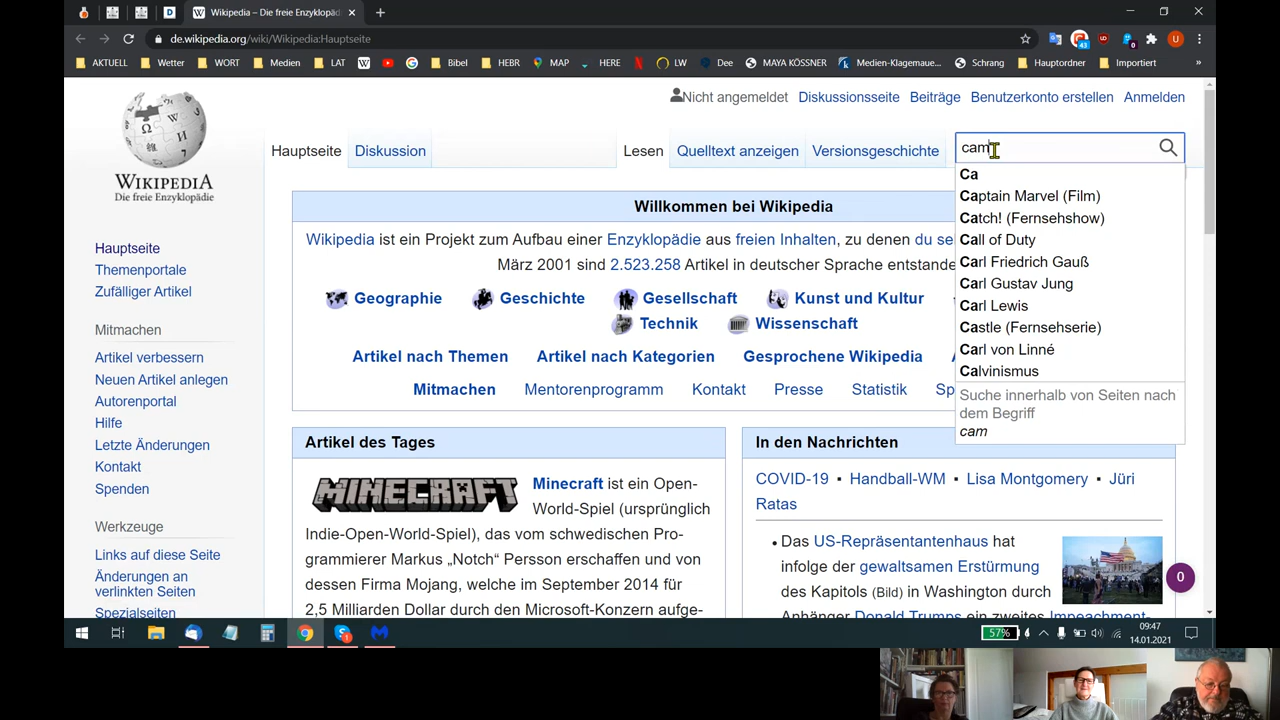 Wikipedia – Die freie Enzyklopäd
de.wikipedia.org/wiki/Wikipedia:Hauptseite
43
0
U
AKTUELL
Wetter
WORT
Medien
LAT
Bibel
HEBR
MAP
HERE
LW
Dee
MAYA KÖSSNER
Medien-Klagemaue...
Schrang
Hauptordner
Importiert
»
Nicht angemeldet Diskussionsseite Beiträge Benutzerkonto erstellen Anmelden
Hauptseite Diskussion Lesen Quelltext anzeigen Versionsgeschichte
cam
Ca
Captain Marvel (Film)
Catch! (Fernsehshow)
Call of Duty
Carl Friedrich Gauß
Carl Gustav Jung
Carl Lewis
Castle (Fernsehserie)
Carl von Linné
Calvinismus
Suche innerhalb von Seiten nach
dem Begriff
cam
WIKIPEDIA
Die freie Enzyklopädie
Hauptseite
Themenportale
Zufälliger Artikel
Mitmachen
Artikel verbessern
Neuen Artikel anlegen
Autorenportal
Hilfe
Letzte Änderungen
Kontakt
Spenden
Werkzeuge
Links auf diese Seite
Änderungen an
verlinkten Seiten
Spezialseiten
Willkommen bei Wikipedia
Wikipedia ist ein Projekt zum Aufbau einer Enzyklopädie aus freien Inhalten, zu denen du se
März 2001 sind 2.523.258 Artikel in deutscher Sprache entstande
Geographie Geschichte Gesellschaft Kunst und Kultur
Technik Wissenschaft
Artikel nach Themen Artikel nach Kategorien Gesprochene Wikipedia
Mitmachen Mentorenprogramm Kontakt Presse Statistik Sp
Artikel des Tages
MINECRAFT
Minecraft ist ein Open-
World-Spiel (ursprünglich
Indie-Open-World-Spiel), das vom schwedischen Pro-
grammierer Markus „Notch“ Persson erschaffen und von
dessen Firma Mojang, welche im September 2014 für
2,5 Milliarden Dollar durch den Microsoft-Konzern aufge-
In den Nachrichten
COVID-19 ▪ Handball-WM ▪ Lisa Montgomery ▪ Jüri
Ratas
• Das US-Repräsentantenhaus hat
infolge der gewaltsamen Erstürmung
des Kapitols (Bild) in Washington durch
Anhänger Donald Trumps ein zweites Impeachment-
0
57%
09:47
14.01.2021